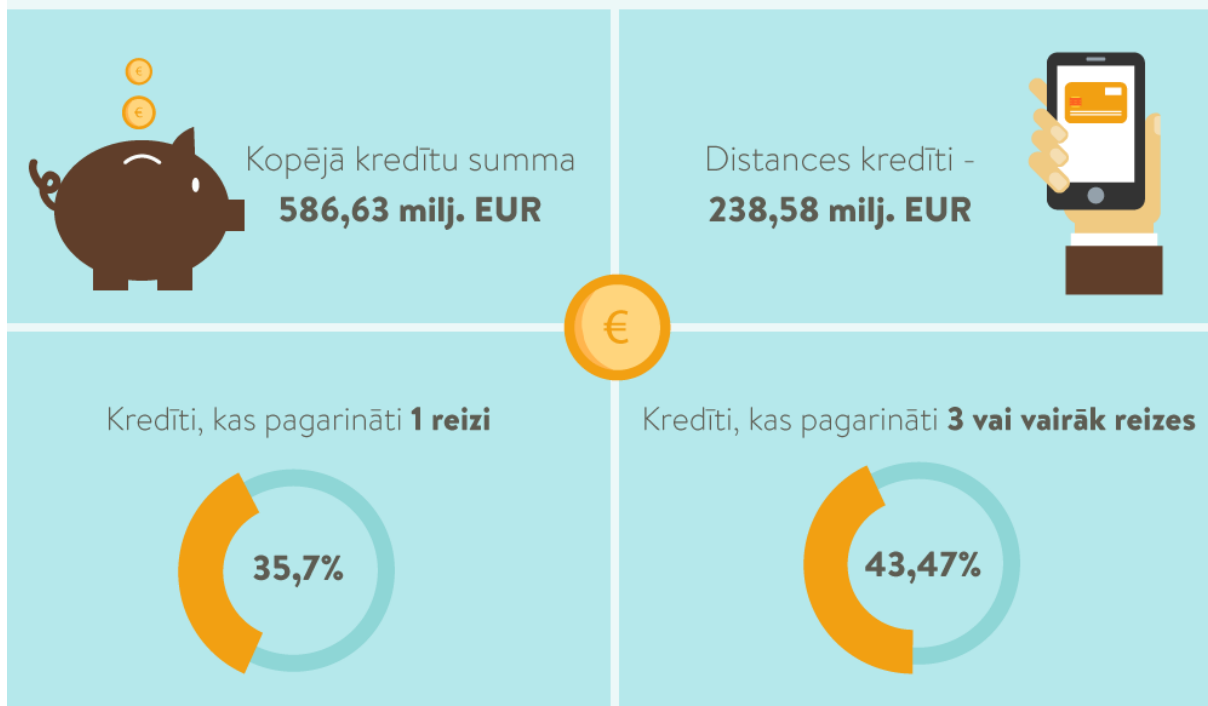 Kopējā kredītu summa
586,63 milj. EUR
Distances kredīti -
238,58 milj. EUR
€
€
€
Kredīti, kas pagarināti 1 reizi
35,7%
Kredīti, kas pagarināti 3 vai vairāk reizes
43,47%